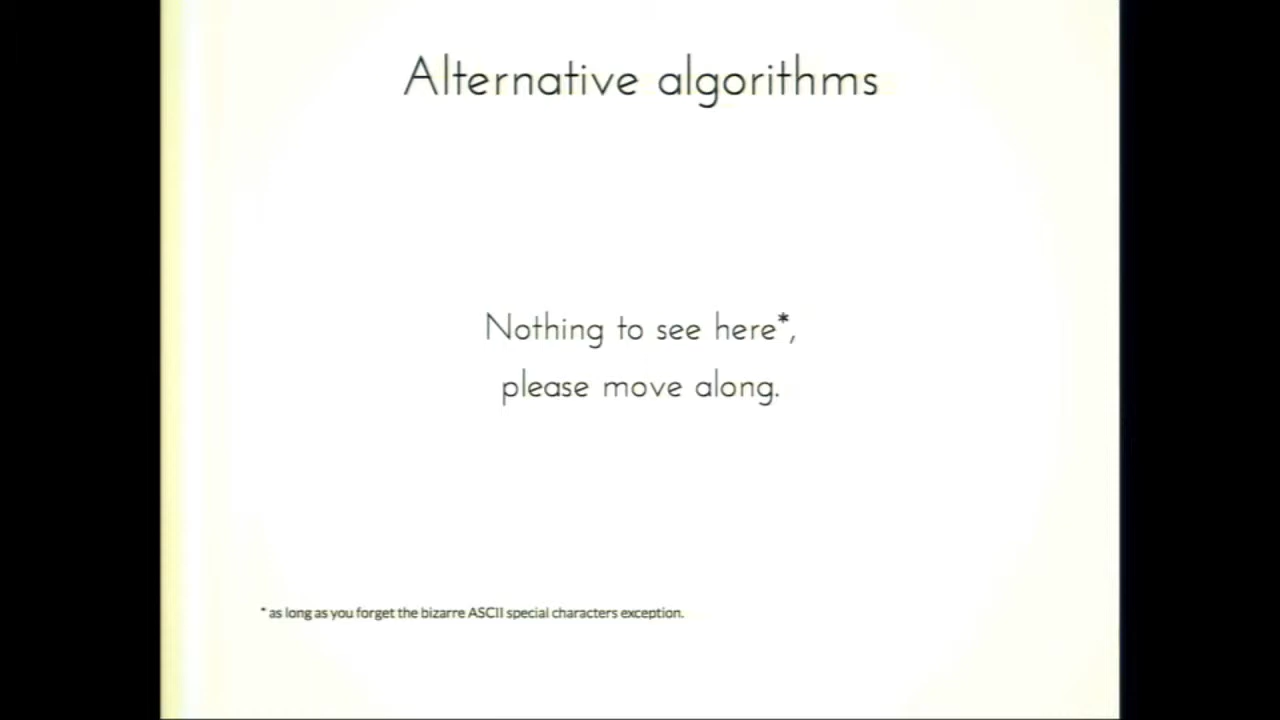 Alternative algorithms
Nothing to see here*,
please move along.
* as long as you forget the bizarre ASCII special characters exception.